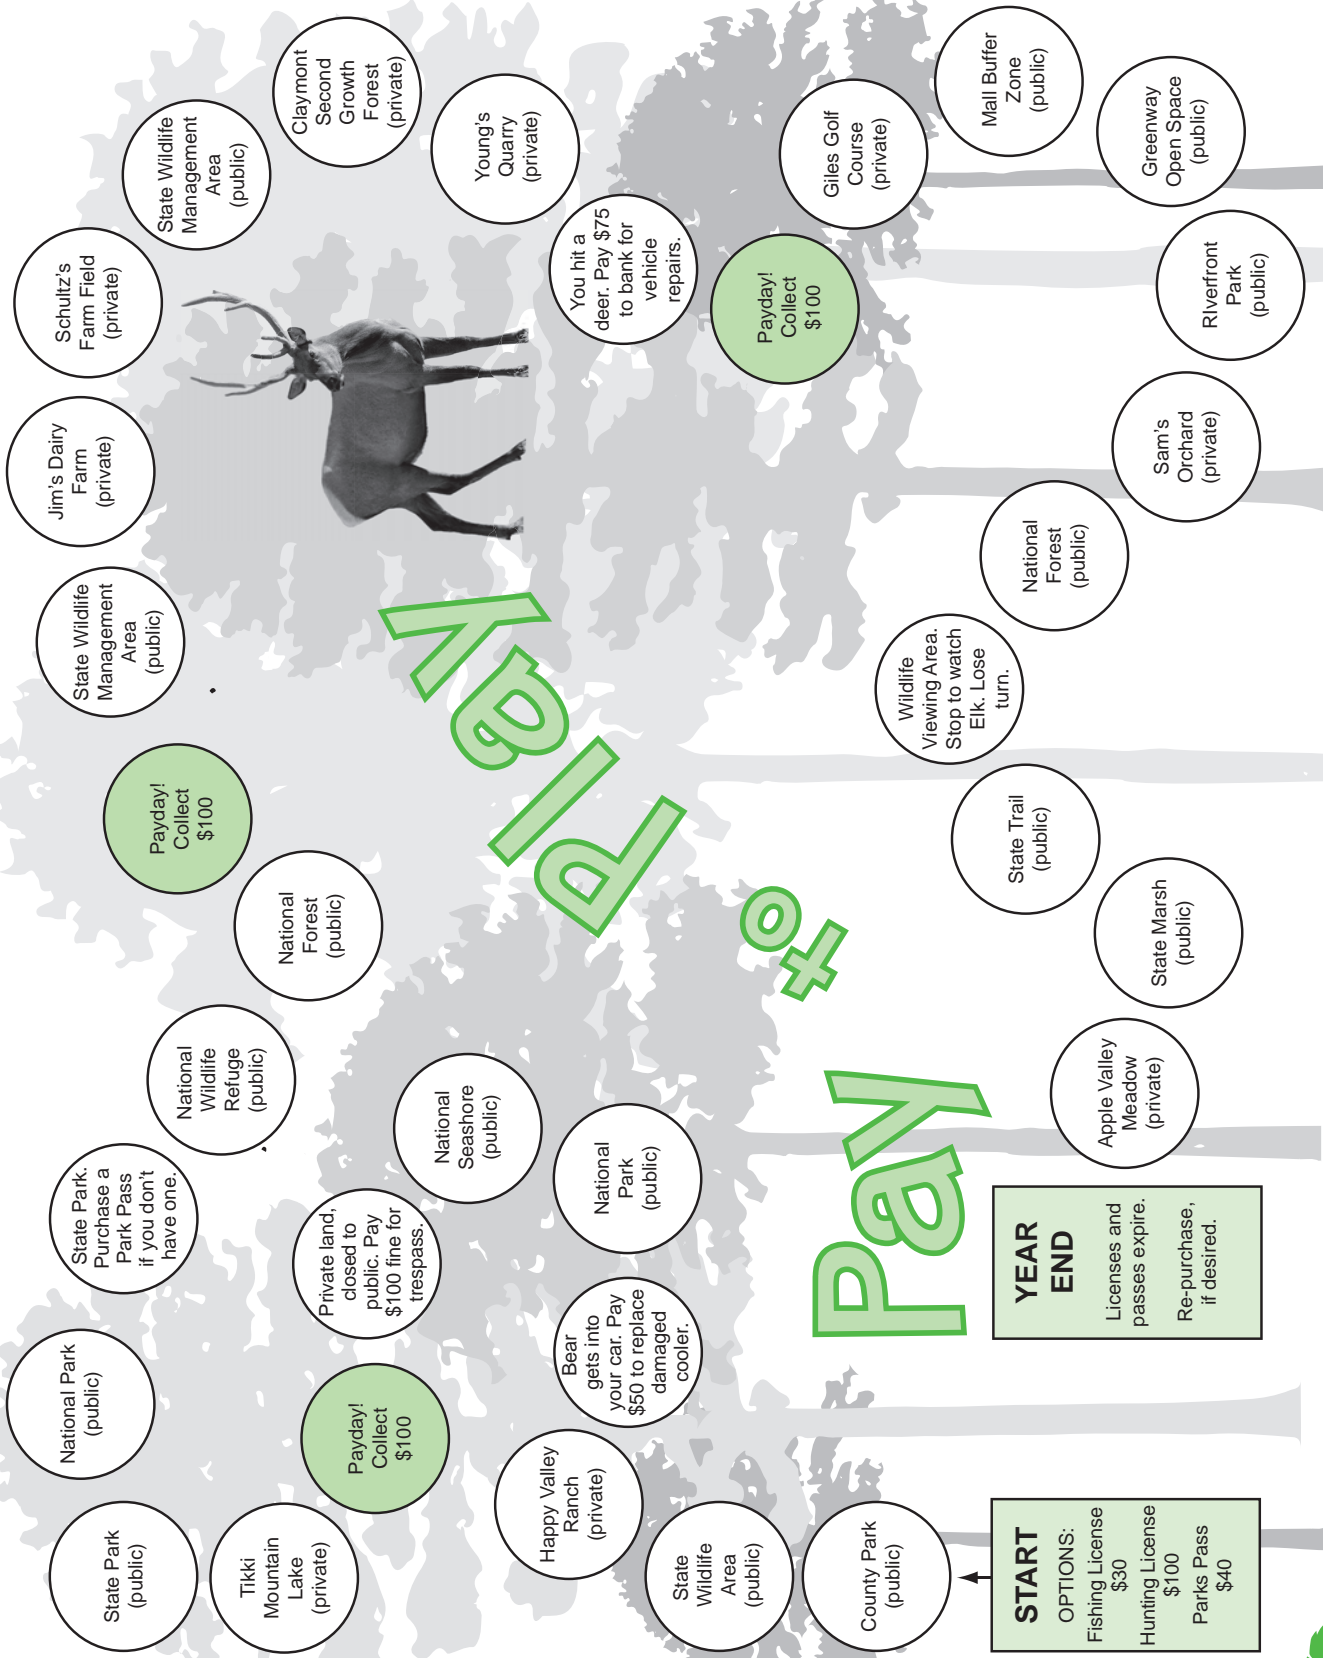 Pay
to
Play
START
OPTIONS:
Fishing License
$30
Hunting License
$100
Parks Pass
$40
County Park
(public)
State
Wildlife
Area
(public)
Happy Valley
Ranch
(private)
Bear
gets into
your car. Pay
$50 to replace
damaged
cooler.
National
Park
(public)
National
Seashore
(public)
Private land,
closed to
public. Pay
$100 fine for
trespass.
Payday!
Collect
$100
Tikki
Mountain
Lake
(private)
State Park
(public)
National Park
(public)
State Park.
Purchase a
Park Pass
if you don't
have one.
National
Wildlife
Refuge
(public)
National
Forest
(public)
Payday!
Collect
$100
State Wildlife
Management
Area
(public)
Jim's Dairy
Farm
(private)
Schultz's
Farm Field
(private)
State Wildlife
Management
Area
(public)
Claymont
Second
Growth
Forest
(private)
Young's
Quarry
(private)
You hit a
deer. Pay $75
to bank for
vehicle
repairs.
Payday!
Collect
$100
Giles Golf
Course
(private)
Mall Buffer
Zone
(public)
Greenway
Open Space
(public)
RIverfront
Park
(public)
Sam's
Orchard
(private)
National
Forest
(public)
Wildlife
Viewing Area.
Stop to watch
Elk. Lose
turn.
State Trail
(public)
State Marsh
(public)
Apple Valley
Meadow
(private)
YEAR
END
Licenses and
passes expire.
Re-purchase,
if desired.